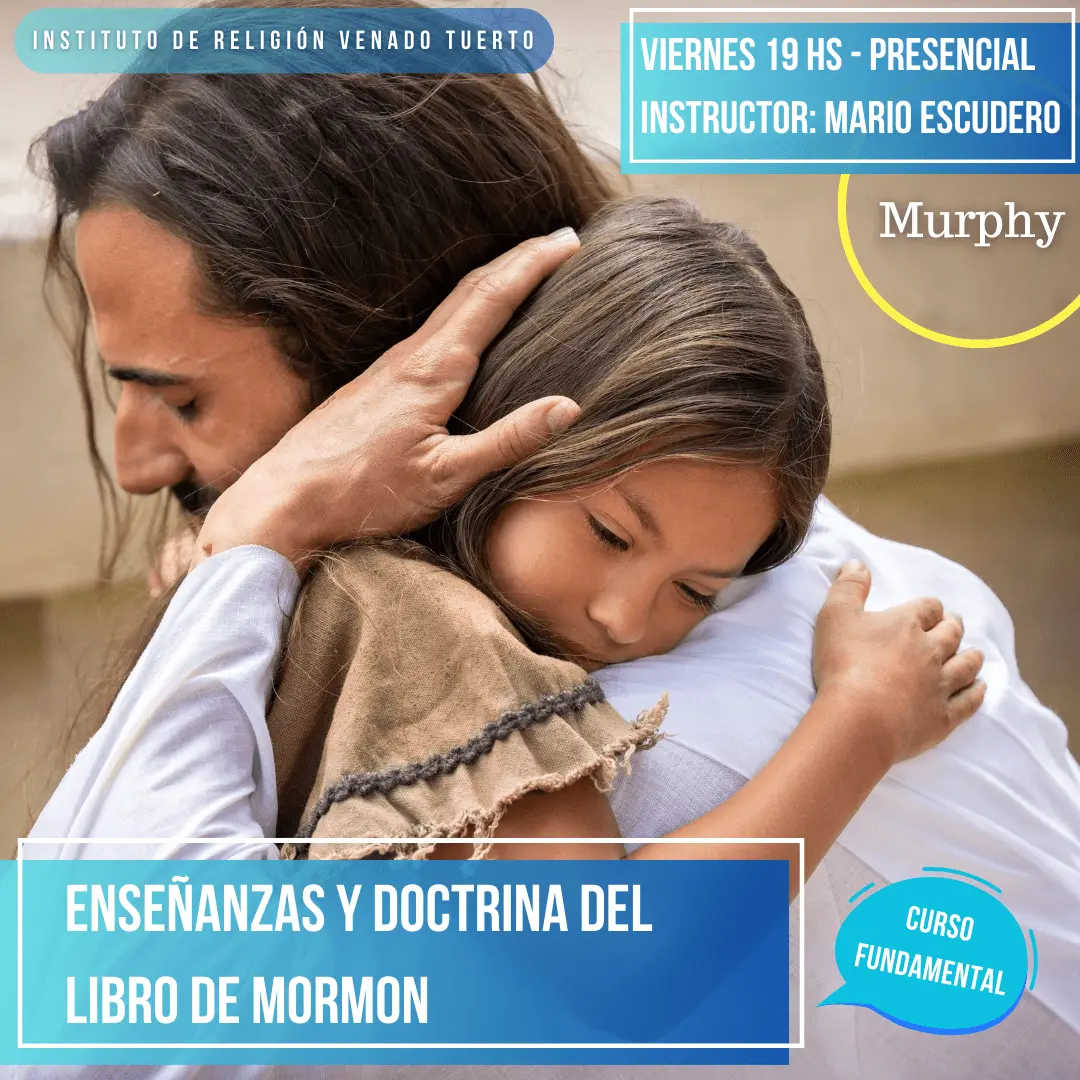 INSTITUTO DE RELIGIÓN VENADO TUERTO
VIERNES 19 HS - PRESENCIAL
INSTRUCTOR: MARIO ESCUDERO
Murphy
ENSEÑANZAS Y DOCTRINA DEL
LIBRO DE MORMON
CURSO
FUNDAMENTAL